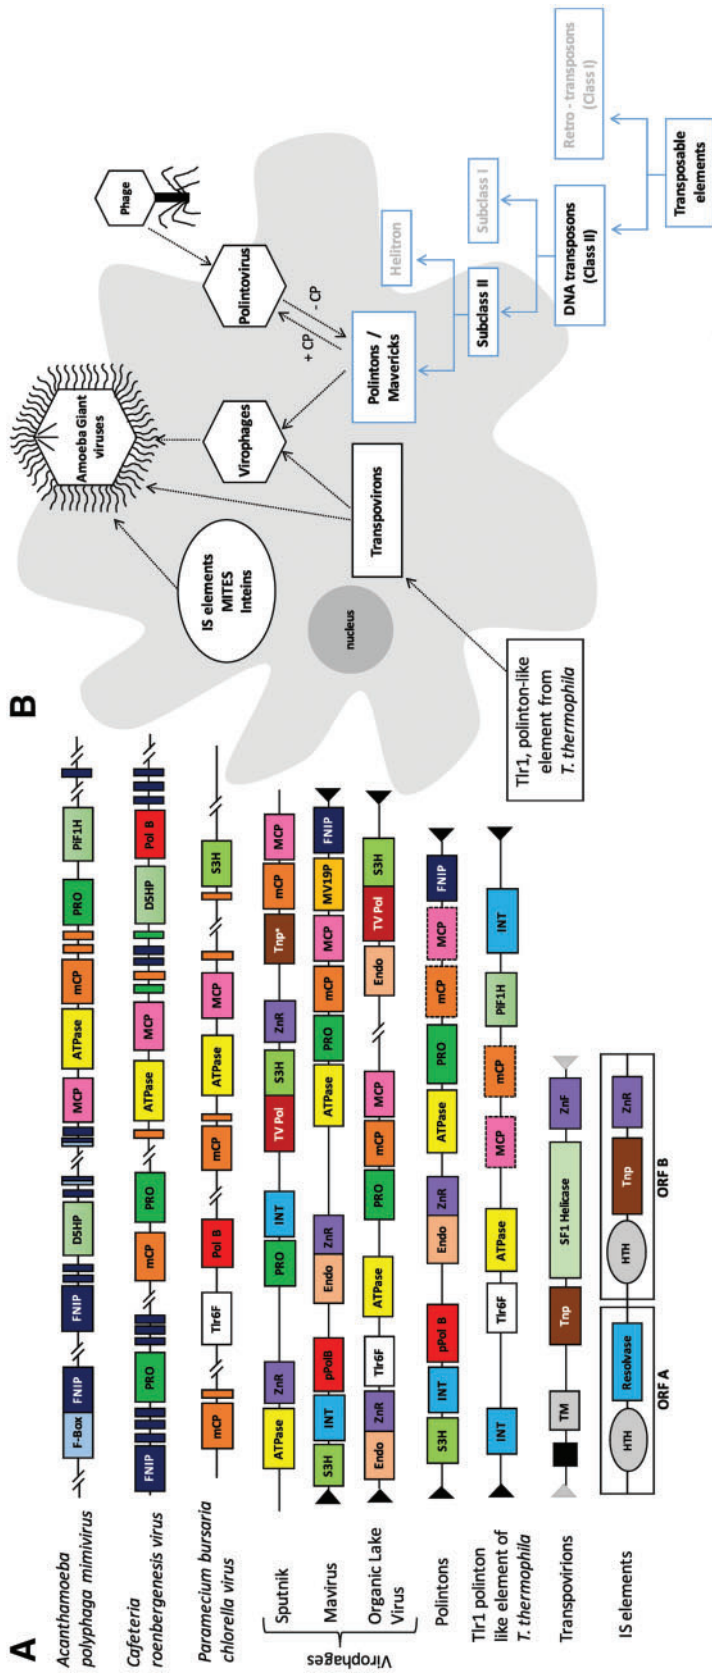 A
Acanthamoeba
polyphaga mimivirus
F-Box FNIP FNIP D5HP MCP ATPase mCP PRO PiF1H
Cafeteria
roenbergenesis virus
FNIP PRO mCP PRO ATPase MCP D5HP Pol B
Paramecium bursaria
chlorella virus
mCP Tlr6F Pol B mCP ATPase MCP S3H
Virophages
Sputnik
ATPase ZnR PRO INT TV Pol S3H ZnR Tnp* mCP MCP
Mavirus
S3H INT pPolB Endo ZnR ATPase PRO mCP MCP MV19P FNIP
Organic Lake
Virus
Endo ZnR Tlr6F ATPase PRO mCP MCP Endo TV Pol S3H
Polintons
S3H INT pPol B Endo ZnR ATPase PRO mCP MCP FNIP
Tlr1 polinton
like element of
T. thermophila
INT Tlr6F ATPase MCP mCP PiF1H INT
Transpovirions
TM Tnp SF1 Helicase ZnF
IS elements
HTH Resolvase HTH Tnp ZnR
ORF A ORF B
B
Phage
Amoeba Giant
viruses
Polintovirus
Virophages
IS elements
MITES
Inteins
+ CP
- CP
nucleus
Transpovirons
Polintons /
Mavericks
Helitron
Tlr1, polinton-like
element from
T. thermophila
Subclass II
Subclass I
DNA transposons
(Class II)
Retro - transposons
(Class I)
Transposable
elements